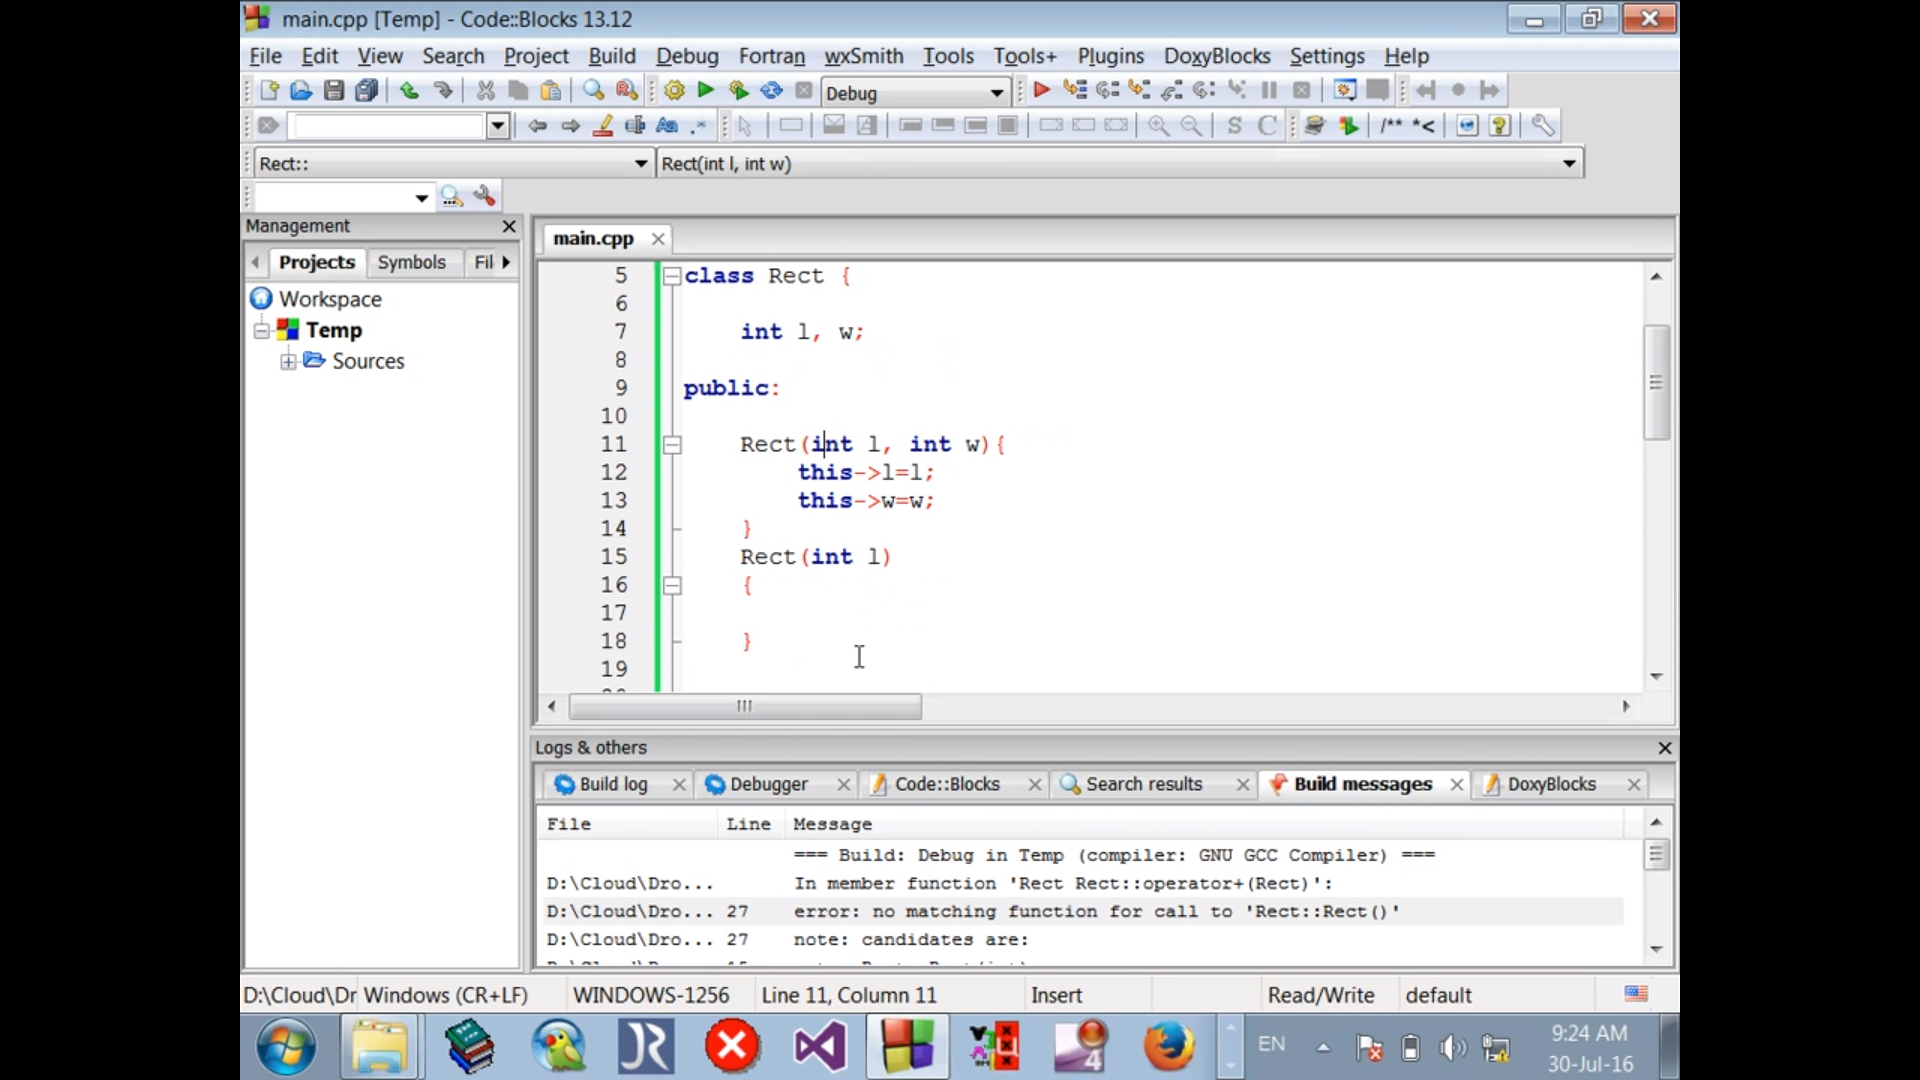 main.cpp [Temp] - Code::Blocks 13.12
File Edit View Search Project Build Debug Fortran wxSmith Tools Tools+ Plugins DoxyBlocks Settings Help
Debug
S C /** *<
Rect:: Rect(int l, int w)
Management
main.cpp
Projects Symbols Fil
Workspace
Temp
Sources
5 class Rect {
6
7 int l, w;
8
9 public:
10
11 Rect(int l, int w){
12 this->l=l;
13 this->w=w;
14 }
15 Rect(int l)
16 {
17
18 }
19
Logs & others
Build log Debugger Code::Blocks Search results Build messages DoxyBlocks
File Line Message
=== Build: Debug in Temp (compiler: GNU GCC Compiler) ===
D:\Cloud\Dro... In member function 'Rect Rect::operator+(Rect)':
D:\Cloud\Dro... 27 error: no matching function for call to 'Rect::Rect()'
D:\Cloud\Dro... 27 note: candidates are:
D:\Cloud\Dr Windows (CR+LF) WINDOWS-1256 Line 11, Column 11 Insert Read/Write default
EN 9:24 AM
30-Jul-16